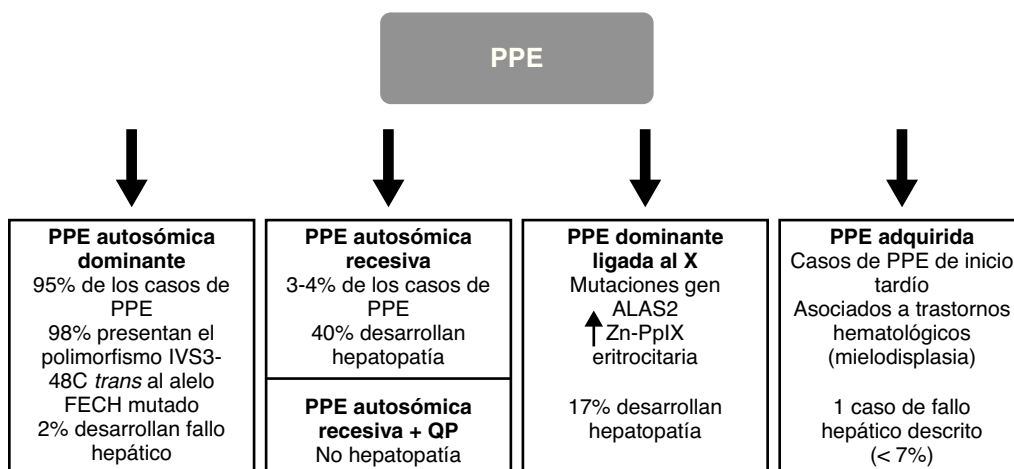 PPE
PPE autosómica
dominante
95% de los casos de
PPE
98% presentan el
polimorfismo IVS3-
48C trans al alelo
FECH mutado
2% desarrollan fallo
hepático
PPE autosómica
recesiva
3-4% de los casos de
PPE
40% desarrollan
hepatopatía
PPE autosómica
recesiva + QP
No hepatopatía
PPE dominante
ligada al X
Mutaciones gen
ALAS2
Zn-PpIX
eritrocitaria
17% desarrollan
hepatopatía
PPE adquirida
Casos de PPE de inicio
tardío
Asociados a trastornos
hematológicos
(mielodisplasia)
1 caso de fallo
hepático descrito
(< 7%)